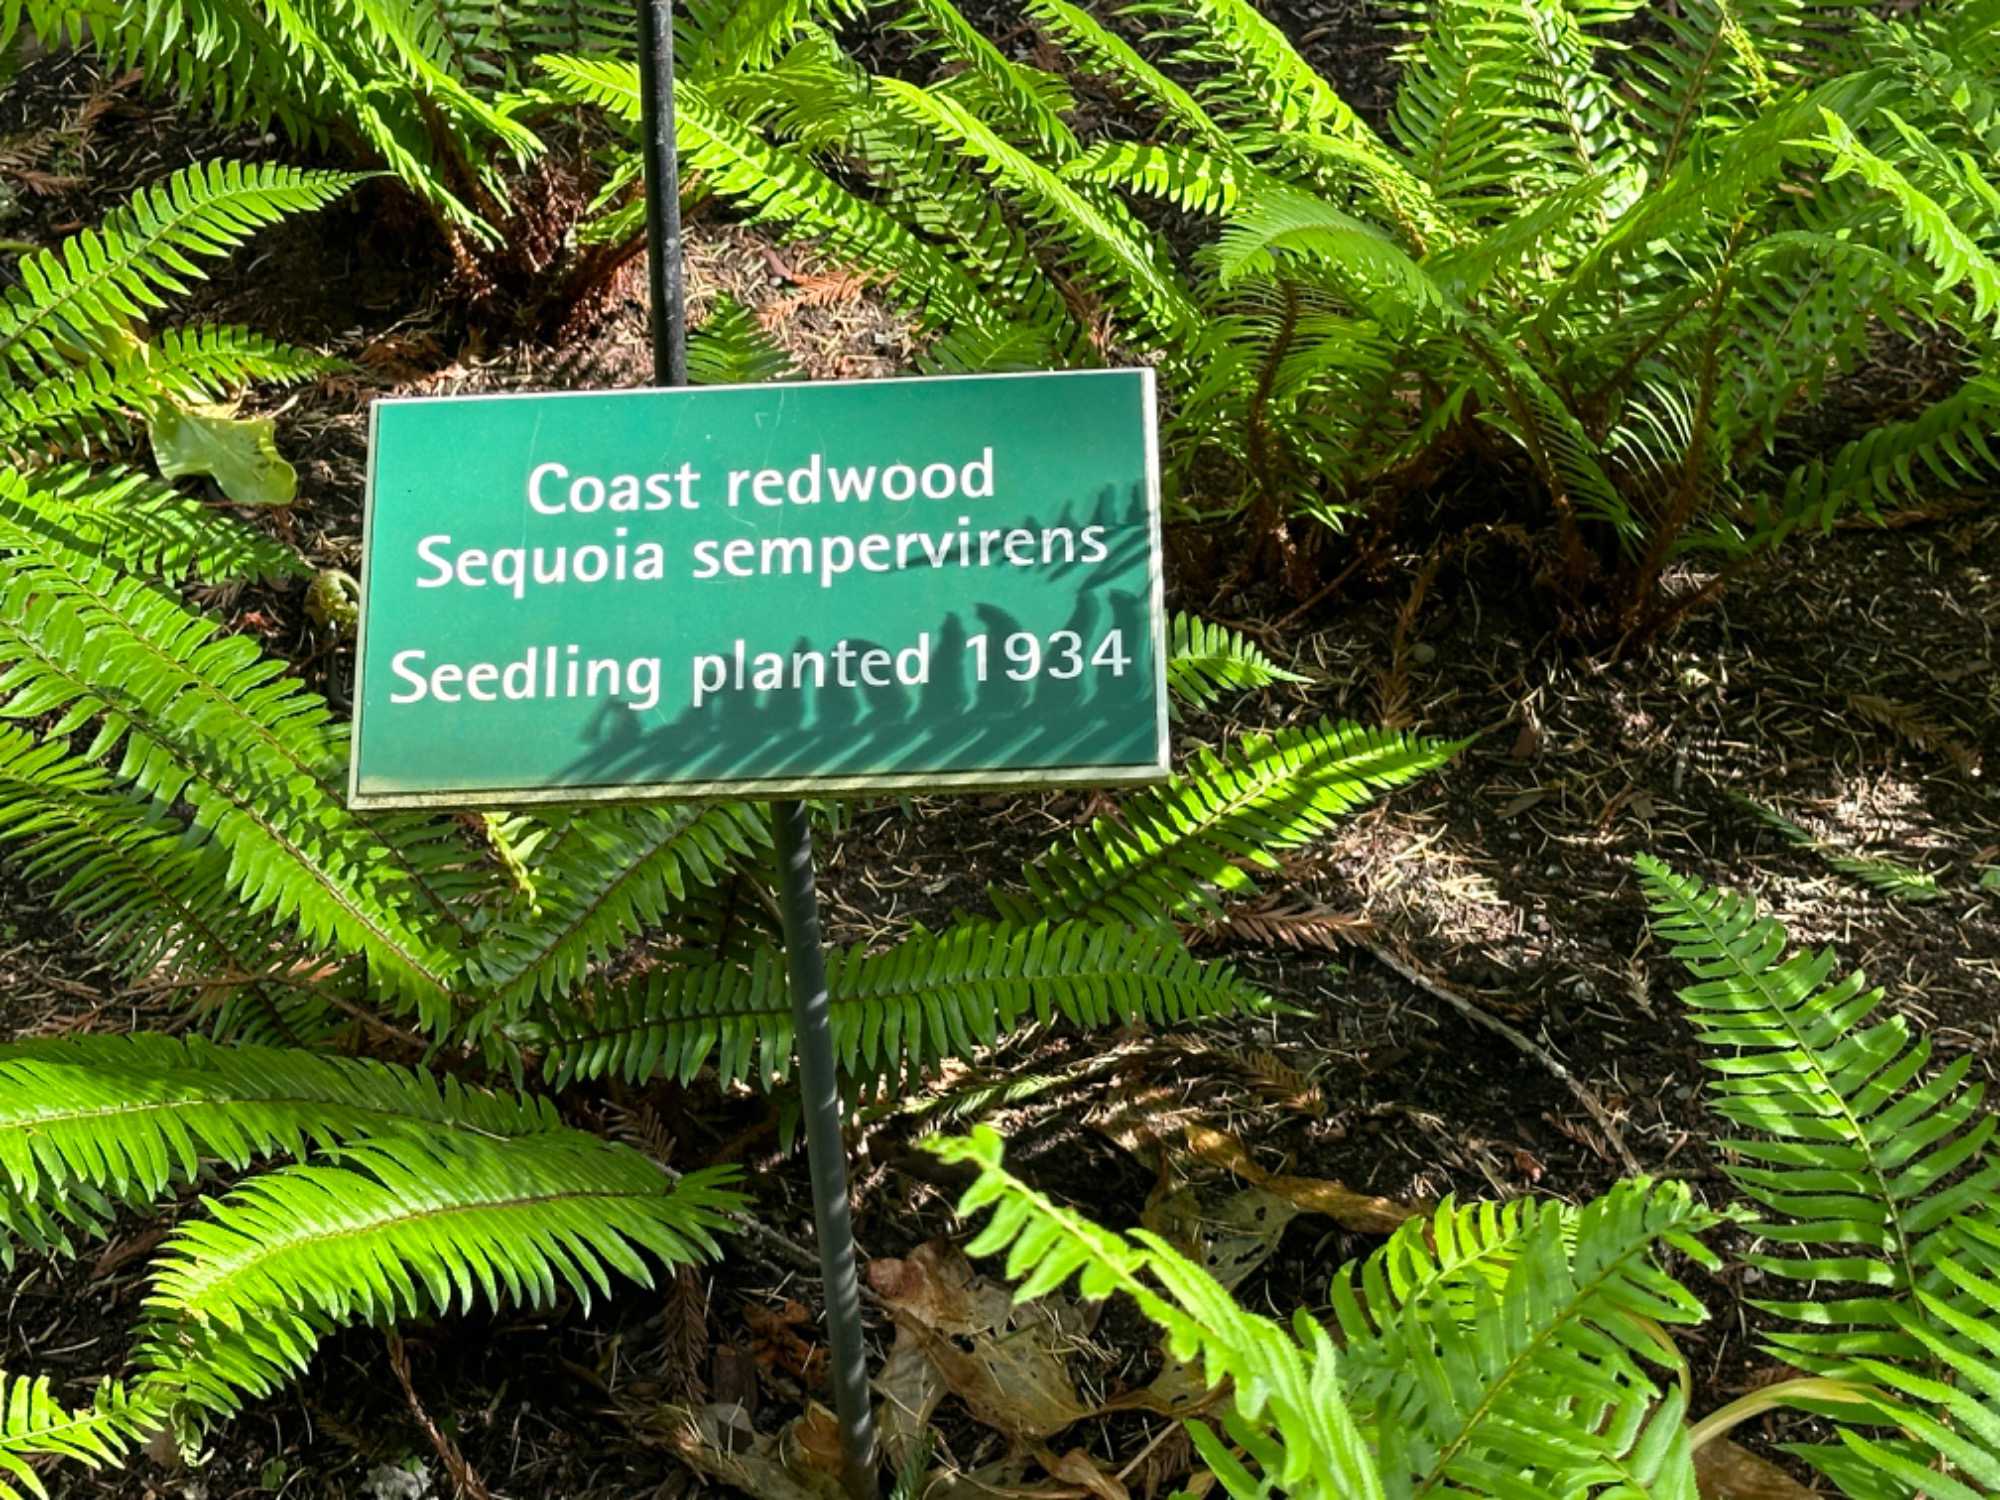 Coast redwood
Sequoia sempervirens
Seedling planted 1934